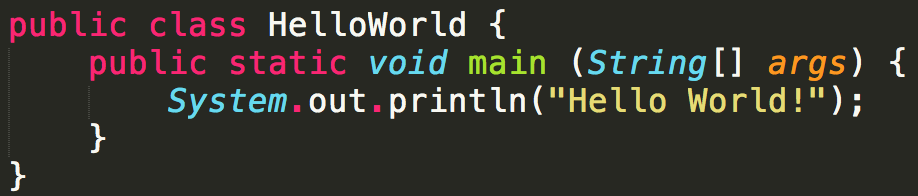 public class HelloWorld {
    public static void main (String[] args) {
        System.out.println("Hello World!");
    }
}